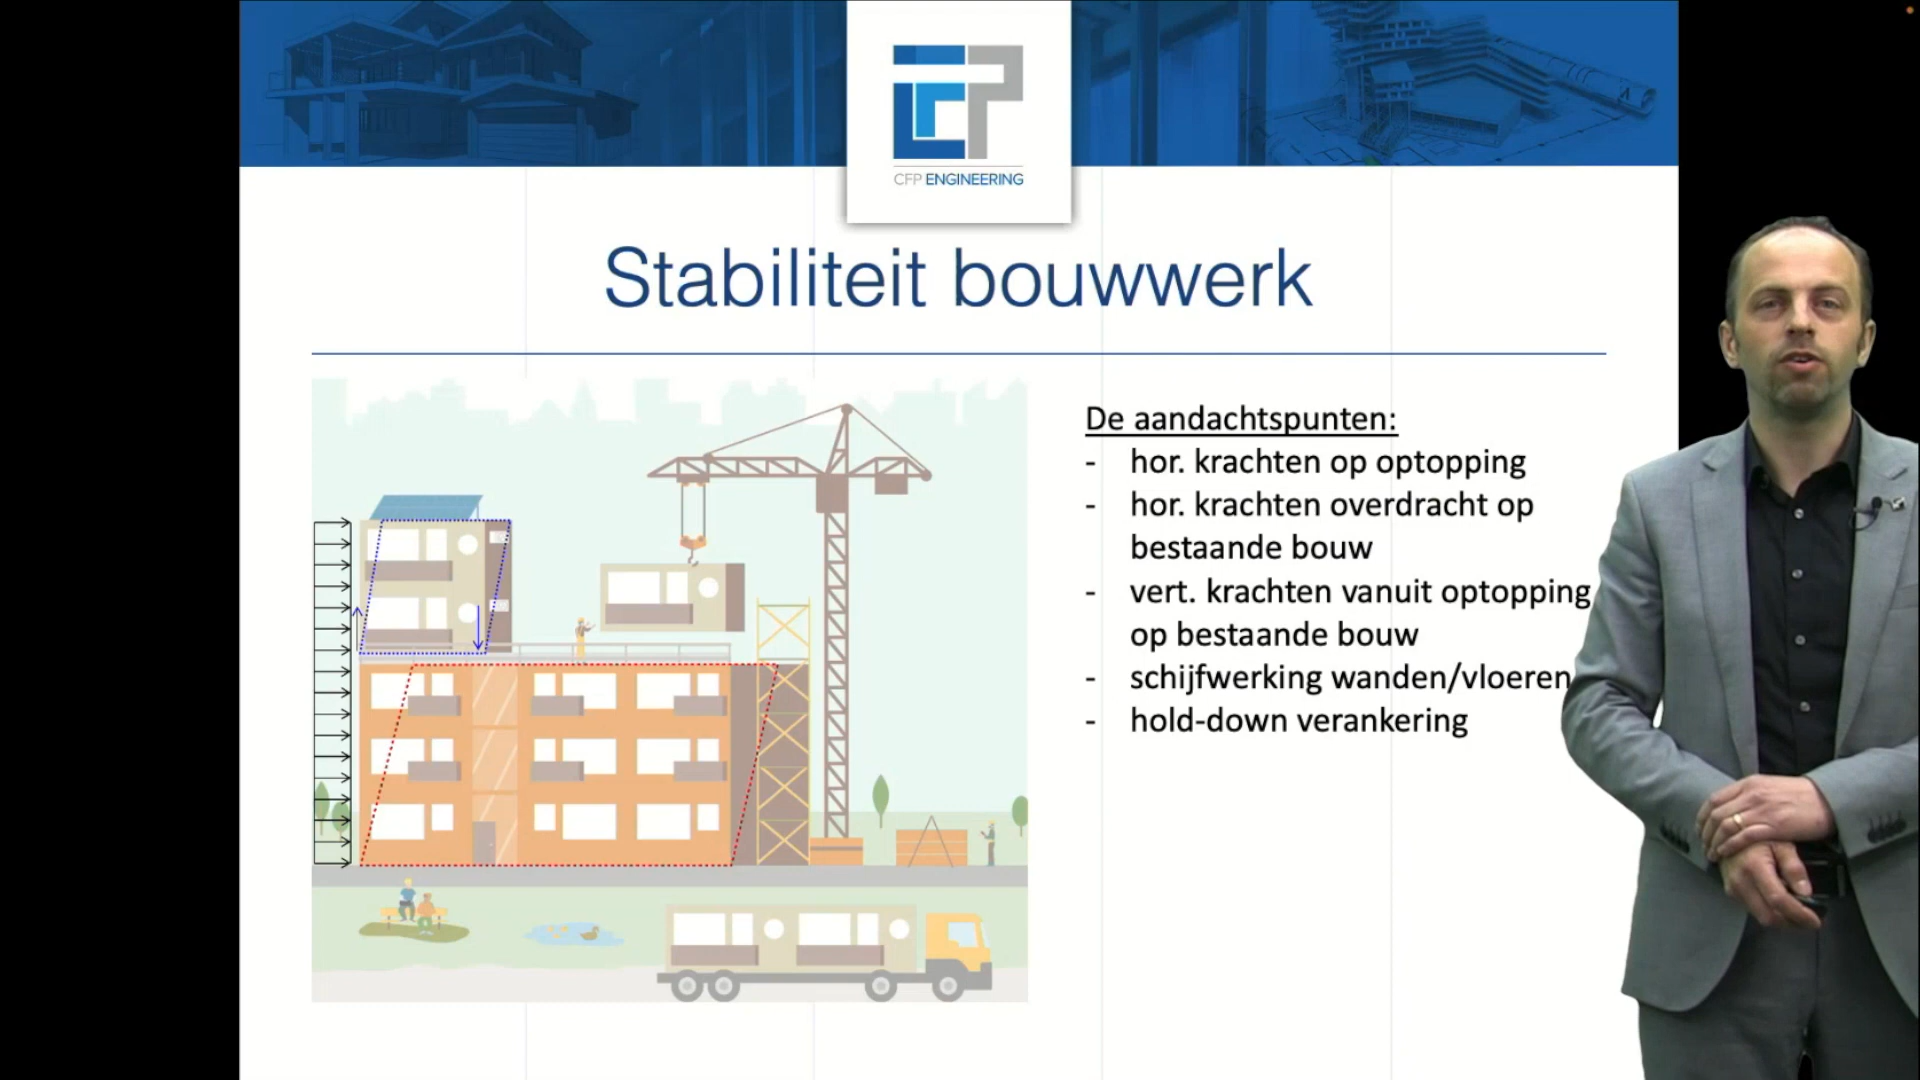 CFP ENGINEERING
Stabiliteit bouwwerk
De aandachtspunten:
- hor. krachten op optopping
- hor. krachten overdracht op
bestaande bouw
- vert. krachten vanuit optopping
op bestaande bouw
- schijfwerking wanden/vloeren
- hold-down verankering